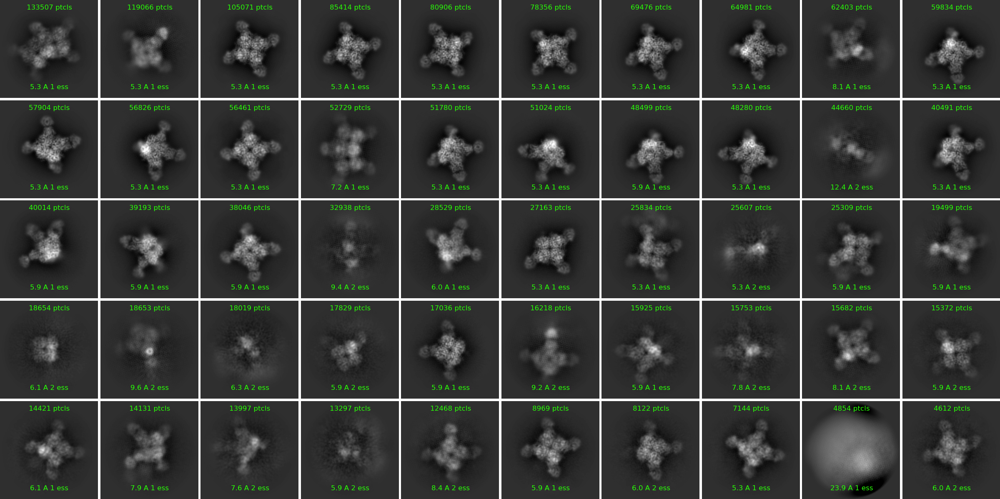 133507 ptcls 119066 ptcls 105071 ptcls 85414 ptcls 80906 ptcls 78356 ptcls 69476 ptcls 64981 ptcls 62403 ptcls 59834 ptcls
5.3 A 1 ess 5.3 A 1 ess 5.3 A 1 ess 5.3 A 1 ess 5.3 A 1 ess 5.3 A 1 ess 5.3 A 1 ess 5.3 A 1 ess 8.1 A 1 ess 5.3 A 1 ess
57904 ptcls 56826 ptcls 56461 ptcls 52729 ptcls 51780 ptcls 51024 ptcls 48499 ptcls 48280 ptcls 44660 ptcls 40491 ptcls
5.3 A 1 ess 5.3 A 1 ess 5.3 A 1 ess 7.2 A 1 ess 5.3 A 1 ess 5.3 A 1 ess 5.9 A 1 ess 5.3 A 1 ess 12.4 A 2 ess 5.3 A 1 ess
40014 ptcls 39193 ptcls 38046 ptcls 32938 ptcls 28529 ptcls 27163 ptcls 25834 ptcls 25607 ptcls 25309 ptcls 19499 ptcls
5.9 A 1 ess 5.9 A 1 ess 5.9 A 1 ess 9.4 A 2 ess 6.0 A 1 ess 5.3 A 1 ess 5.3 A 1 ess 5.3 A 2 ess 5.9 A 1 ess 5.9 A 1 ess
18654 ptcls 18653 ptcls 18019 ptcls 17829 ptcls 17036 ptcls 16218 ptcls 15925 ptcls 15753 ptcls 15682 ptcls 15372 ptcls
6.1 A 2 ess 9.6 A 2 ess 6.3 A 2 ess 5.9 A 2 ess 5.9 A 1 ess 9.2 A 2 ess 5.9 A 1 ess 7.8 A 2 ess 8.1 A 2 ess 5.9 A 2 ess
14421 ptcls 14131 ptcls 13997 ptcls 13297 ptcls 12468 ptcls 8969 ptcls 8122 ptcls 7144 ptcls 4854 ptcls 4612 ptcls
6.1 A 1 ess 7.9 A 1 ess 7.6 A 2 ess 5.9 A 2 ess 8.4 A 2 ess 5.9 A 1 ess 6.0 A 2 ess 5.3 A 1 ess 23.9 A 1 ess 6.0 A 2 ess